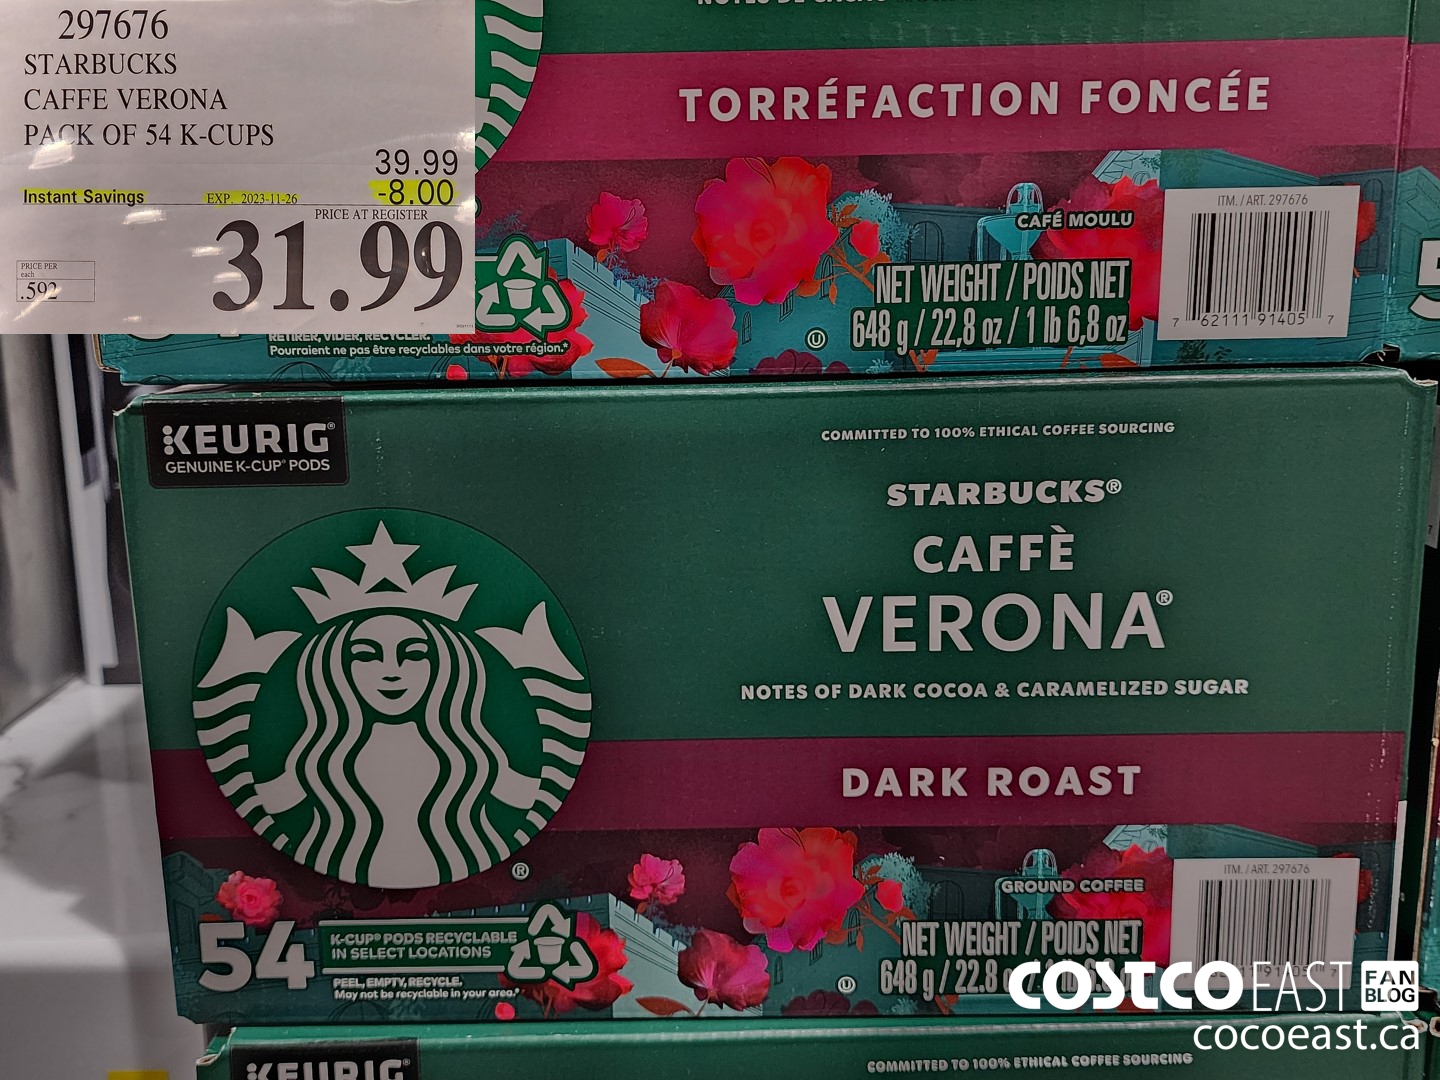 297676
STARBUCKS
CAFFE VERONA
PACK OF 54 K-CUPS
39.99
Instant Savings EXP. 2023-11-26 -8.00
PRICE AT REGISTER
31.99
PRICE PER
each
.592
TORRÉFACTION FONCÉE
CAFÉ MOULU
NET WEIGHT / POIDS NET
648 g / 22,8 oz / 1 lb 6,8 oz
U
ITM. / ART. 297676
7 62111 91405 7
RETIRER, VIDER, RECYCLER.
Pourraient ne pas être recyclables dans votre région.*
KEURIG®
GENUINE K-CUP® PODS
COMMITTED TO 100% ETHICAL COFFEE SOURCING
STARBUCKS®
CAFFÈ
VERONA®
NOTES OF DARK COCOA & CARAMELIZED SUGAR
DARK ROAST
®
54
K-CUP® PODS RECYCLABLE
IN SELECT LOCATIONS
PEEL, EMPTY, RECYCLE.
May not be recyclable in your area.*
GROUND COFFEE
NET WEIGHT / POIDS NET
648 g / 22.8
U
ITM. / ART. 297676
COSTCO EAST FAN BLOG
cocoeast.ca
KEURIG®
COMMITTED TO 100% ETHICAL COFFEE SOURCING